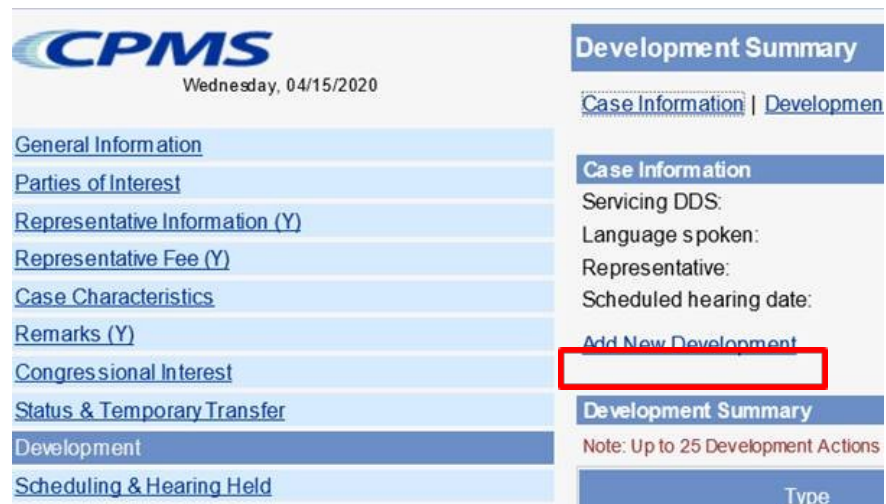 CPMS
Wednesday, 04/15/2020
General Information
Parties of Interest
Representative Information (Y)
Representative Fee (Y)
Case Characteristics
Remarks (Y)
Congressional Interest
Status & Temporary Transfer
Development
Scheduling & Hearing Held
Development Summary
Case Information | Developmen
Case Information
Servicing DDS:
Language spoken:
Representative:
Scheduled hearing date:
Add New Development
Development Summary
Note: Up to 25 Development Actions
Type